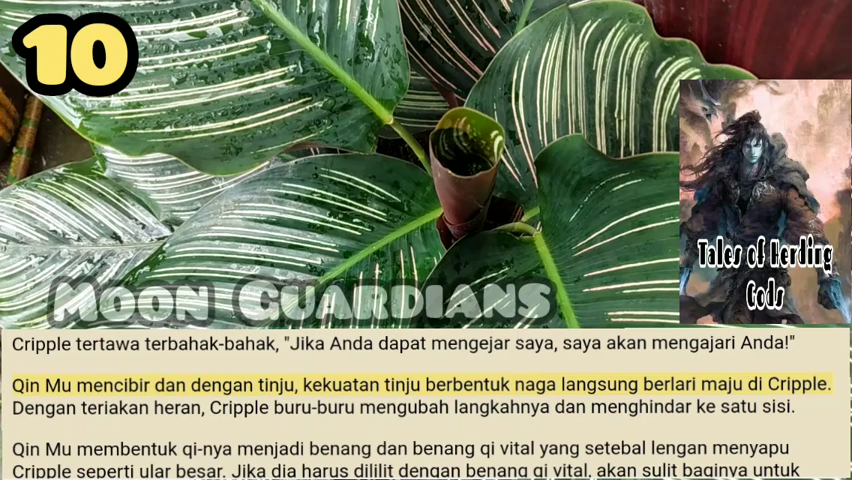 10
Tales of Herding
Gods
MOON GUARDIANS
Cripple tertawa terbahak-bahak, "Jika Anda dapat mengejar saya, saya akan mengajari Anda!"
Qin Mu mencibir dan dengan tinju, kekuatan tinju berbentuk naga langsung berlari maju di Cripple.
Dengan teriakan heran, Cripple buru-buru mengubah langkahnya dan menghindar ke satu sisi.
Qin Mu membentuk qi-nya menjadi benang dan benang qi vital yang setebal lengan menyapu
Cripple seperti ular besar. Jika dia harus dililit dengan benang qi vital, akan sulit baginya untuk